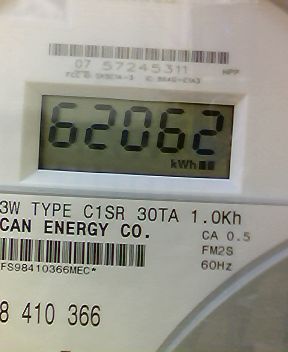 07 57245311
62062
kWh
3W TYPE C1SR 30TA 1.0Kh
CAN ENERGY CO.
CA 0.5
FM2S
FS98410366MEC*
60Hz
8 410 366